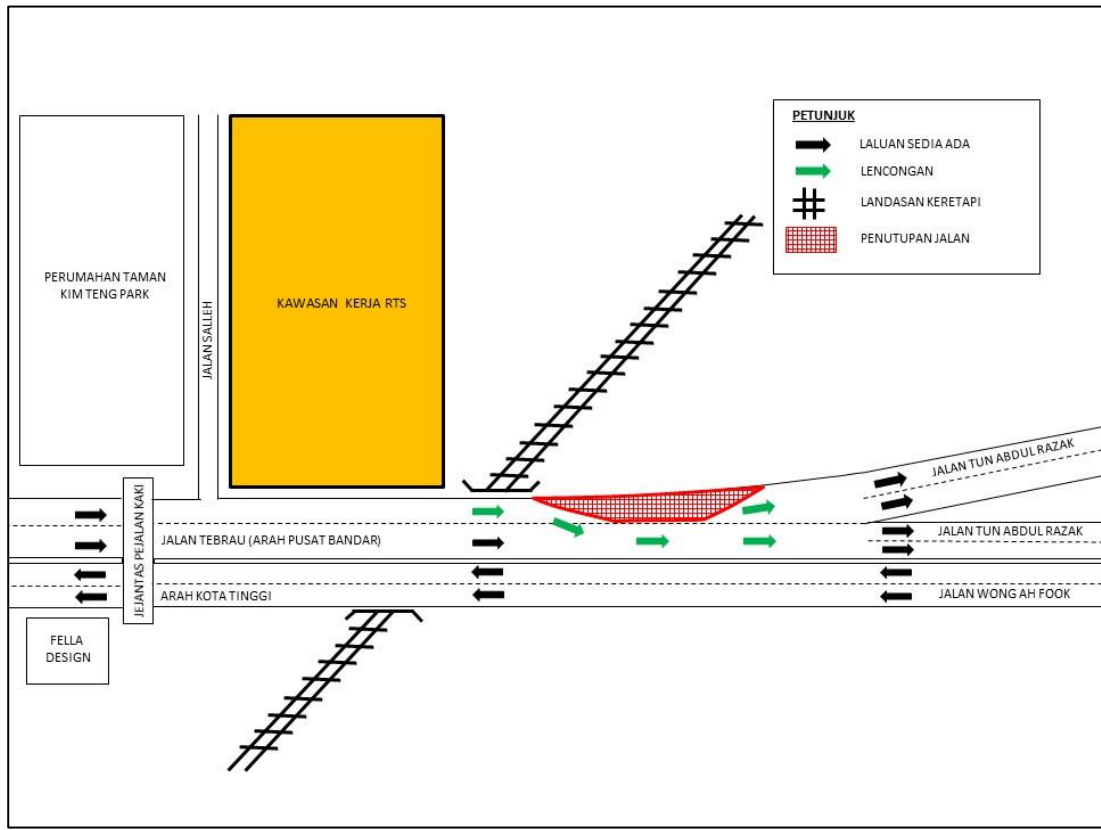 PETUNJUK
LALUAN SEDIA ADA
LENCONGAN
LANDASAN KERETAPI
PENUTUPAN JALAN
PERUMAHAN TAMAN
KIM TENG PARK
JALAN SALLEH
KAWASAN KERJA RTS
JALAN TUN ABDUL RAZAK
JEJANTAS PEJALAN KAKI
JALAN TEBRAU (ARAH PUSAT BANDAR)
JALAN TUN ABDUL RAZAK
ARAH KOTA TINGGI
JALAN WONG AH FOOK
FELLA
DESIGN